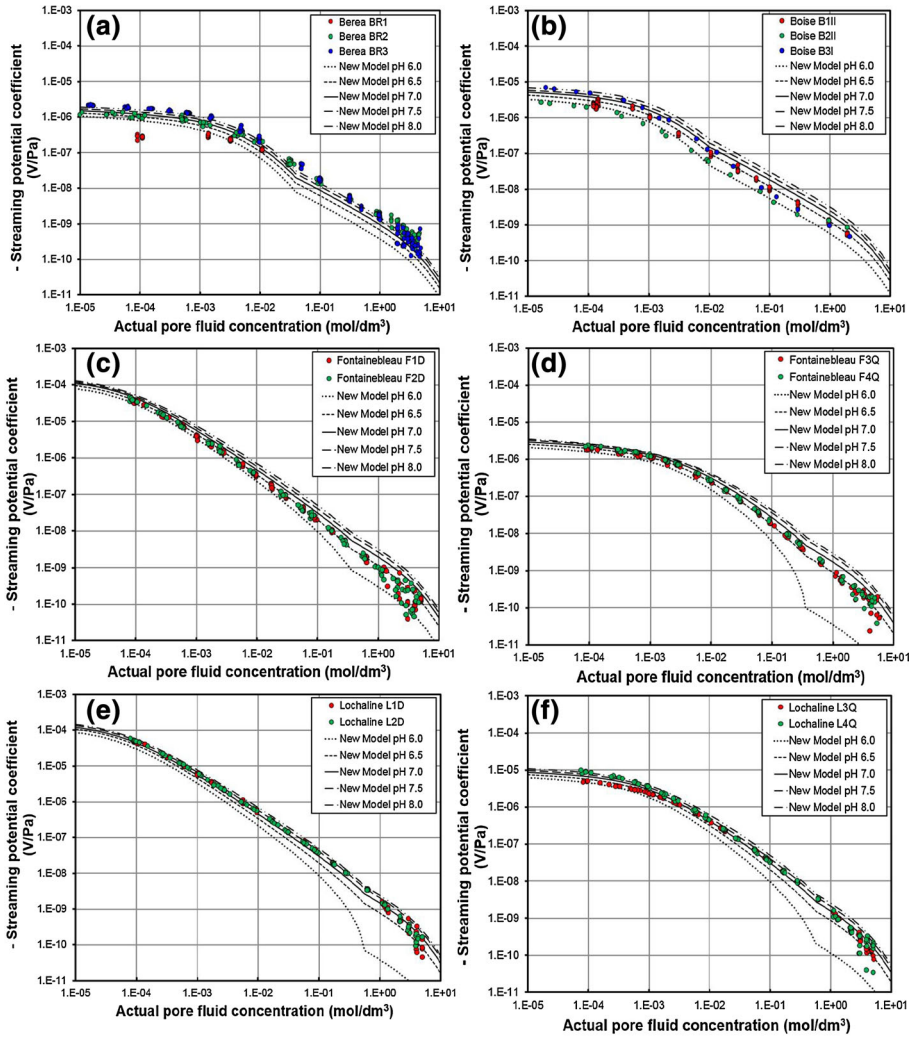 (a)
Berea BR1
Berea BR2
Berea BR3
New Model pH 6.0
New Model pH 6.5
New Model pH 7.0
New Model pH 7.5
New Model pH 8.0
- Streaming potential coefficient
(V/Pa)
1.E-03
1.E-04
1.E-05
1.E-06
1.E-07
1.E-08
1.E-09
1.E-10
1.E-11
1.E-05 1.E-04 1.E-03 1.E-02 1.E-01 1.E+00 1.E+01
Actual pore fluid concentration (mol/dm³)
(b)
Boise B1II
Boise B2II
Boise B3I
New Model pH 6.0
New Model pH 6.5
New Model pH 7.0
New Model pH 7.5
New Model pH 8.0
- Streaming potential coefficient
(V/Pa)
1.E-03
1.E-04
1.E-05
1.E-06
1.E-07
1.E-08
1.E-09
1.E-10
1.E-11
1.E-05 1.E-04 1.E-03 1.E-02 1.E-01 1.E+00 1.E+01
Actual pore fluid concentration (mol/dm³)
(c)
Fontainebleau F1D
Fontainebleau F2D
New Model pH 6.0
New Model pH 6.5
New Model pH 7.0
New Model pH 7.5
New Model pH 8.0
- Streaming potential coefficient
(V/Pa)
1.E-03
1.E-04
1.E-05
1.E-06
1.E-07
1.E-08
1.E-09
1.E-10
1.E-11
1.E-05 1.E-04 1.E-03 1.E-02 1.E-01 1.E+00 1.E+01
Actual pore fluid concentration (mol/dm³)
(d)
Fontainebleau F3Q
Fontainebleau F4Q
New Model pH 6.0
New Model pH 6.5
New Model pH 7.0
New Model pH 7.5
New Model pH 8.0
- Streaming potential coefficient
(V/Pa)
1.E-03
1.E-04
1.E-05
1.E-06
1.E-07
1.E-08
1.E-09
1.E-10
1.E-11
1.E-05 1.E-04 1.E-03 1.E-02 1.E-01 1.E+00 1.E+01
Actual pore fluid concentration (mol/dm³)
(e)
Lochaline L1D
Lochaline L2D
New Model pH 6.0
New Model pH 6.5
New Model pH 7.0
New Model pH 7.5
New Model pH 8.0
- Streaming potential coefficient
(V/Pa)
1.E-03
1.E-04
1.E-05
1.E-06
1.E-07
1.E-08
1.E-09
1.E-10
1.E-11
1.E-05 1.E-04 1.E-03 1.E-02 1.E-01 1.E+00 1.E+01
Actual pore fluid concentration (mol/dm³)
(f)
Lochaline L3Q
Lochaline L4Q
New Model pH 6.0
New Model pH 6.5
New Model pH 7.0
New Model pH 7.5
New Model pH 8.0
- Streaming potential coefficient
(V/Pa)
1.E-03
1.E-04
1.E-05
1.E-06
1.E-07
1.E-08
1.E-09
1.E-10
1.E-11
1.E-05 1.E-04 1.E-03 1.E-02 1.E-01 1.E+00 1.E+01
Actual pore fluid concentration (mol/dm³)